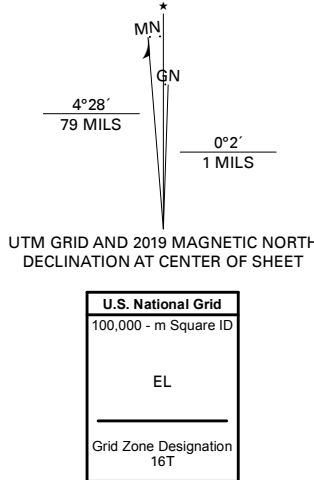 MN
GN
4°28´
79 MILS
0°2´
1 MILS
UTM GRID AND 2019 MAGNETIC NORTH
DECLINATION AT CENTER OF SHEET
U.S. National Grid
100,000 - m Square ID
EL
Grid Zone Designation
16T